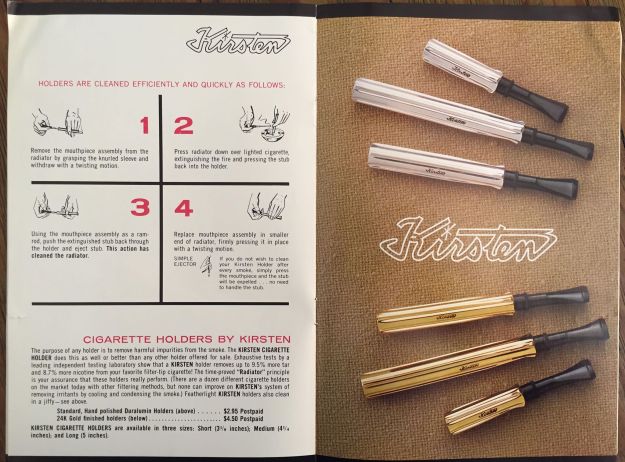 Kirsten
HOLDERS ARE CLEANED EFFICIENTLY AND QUICKLY AS FOLLOWS:
1
Remove the mouthpiece assembly from the
radiator by grasping the knurled sleeve and
withdraw with a twisting motion.
2
Press radiator down over lighted cigarette,
extinguishing the fire and pressing the stub
back into the holder.
3
Using the mouthpiece assembly as a ram-
rod, push the extinguished stub back through
the holder and eject stub. This action has
cleaned the radiator.
4
Replace mouthpiece assembly in smaller
end of radiator, firmly pressing it in place
with a twisting motion.
SIMPLE
EJECTOR
If you do not wish to clean
your Kirsten Holder after
every smoke, simply press
the mouthpiece and the stub
will be expelled . . . no need
to handle the stub.
CIGARETTE HOLDERS BY KIRSTEN
The purpose of any holder is to remove harmful impurities from the smoke. The KIRSTEN CIGARETTE
HOLDER does this as well or better than any other holder offered for sale. Exhaustive tests by a
leading independent testing laboratory show that a KIRSTEN holder removes up to 9.5% more tar
and 8.7% more nicotine from your favorite filter-tip cigarette! The time-proved "Radiator" principle
is your assurance that these holders really perform. (There are a dozen different cigarette holders
on the market today with other filtering methods, but none can improve on KIRSTEN's system of
removing irritants by cooling and condensing the smoke.) Featherlight KIRSTEN holders also clean
in a jiffy—see above.
Standard, Hand polished Duralumin Holders (above) . . . . . . $2.95 Postpaid
24K Gold finished holders (below) . . . . . . . . . . . . . . . . . . . . $4.50 Postpaid
KIRSTEN CIGARETTE HOLDERS are available in three sizes: Short (3⅜ inches); Medium (4¼
inches); and Long (5 inches).
Kirsten
Kirsten
Kirsten
Kirsten
Kirsten
Kirsten
Kirsten